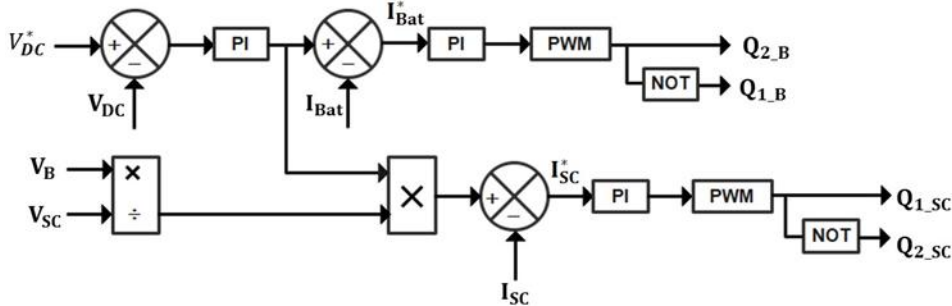 V*DC
+
−
VDC
PI
+
−
IBat
I*Bat
PI
PWM
Q2_B
NOT
Q1_B
VB
VSC
×
÷
×
+
−
ISC
I*SC
PI
PWM
Q1_SC
NOT
Q2_SC